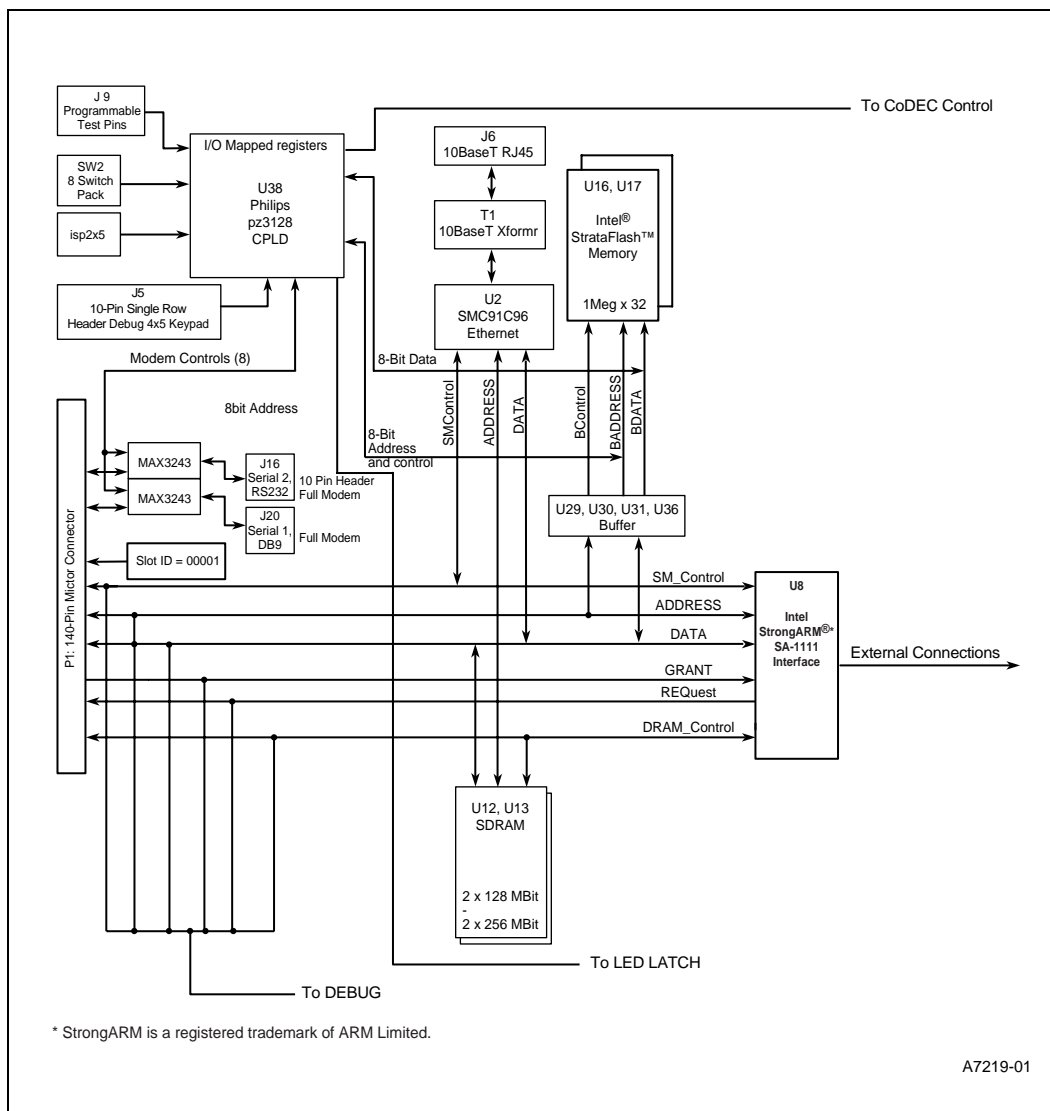 J 9
Programmable
Test Pins
SW2
8 Switch
Pack
isp2x5
I/O Mapped registers
U38
Philips
pz3128
CPLD
J5
10-Pin Single Row
Header Debug 4x5 Keypad
To CoDEC Control
J6
10BaseT RJ45
T1
10BaseT Xformr
U2
SMC91C96
Ethernet
U16, U17
Intel®
StrataFlash™
Memory
1Meg x 32
Modem Controls (8)
8bit Address
8-Bit Data
8-Bit
Address
and control
SMControl
ADDRESS
DATA
BControl
BADDRESS
BDATA
P1: 140-Pin Mictor Connector
MAX3243
MAX3243
J16
Serial 2,
RS232
10 Pin Header
Full Modem
J20
Serial 1,
DB9
Full Modem
Slot ID = 00001
U29, U30, U31, U36
Buffer
SM_Control
ADDRESS
DATA
GRANT
REQuest
DRAM_Control
U8
Intel
StrongARM®*
SA-1111
Interface
External Connections
U12, U13
SDRAM
2 x 128 MBit
-
2 x 256 MBit
To LED LATCH
To DEBUG
* StrongARM is a registered trademark of ARM Limited.
A7219-01